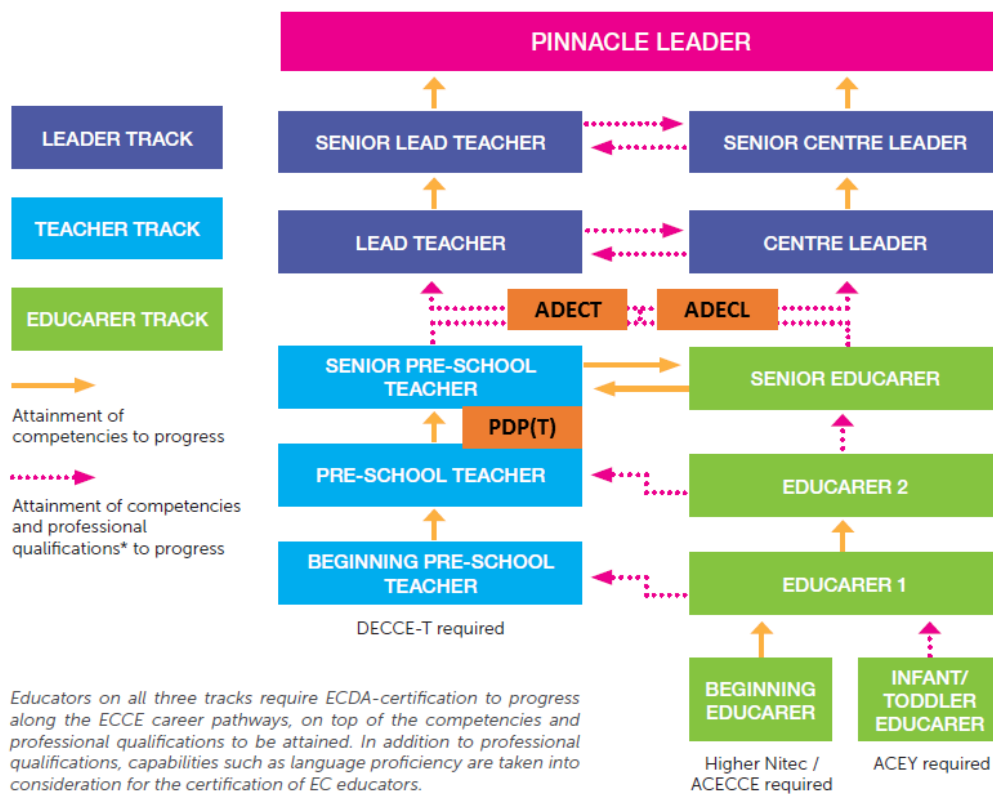 PINNACLE LEADER
LEADER TRACK
TEACHER TRACK
EDUCARER TRACK
Attainment of
competencies to progress
Attainment of competencies
and professional
qualifications* to progress
SENIOR LEAD TEACHER
SENIOR CENTRE LEADER
LEAD TEACHER
CENTRE LEADER
ADECT
ADECL
SENIOR PRE-SCHOOL
TEACHER
SENIOR EDUCARER
PDP(T)
PRE-SCHOOL TEACHER
EDUCARER 2
BEGINNING PRE-SCHOOL
TEACHER
EDUCARER 1
DECCE-T required
BEGINNING
EDUCARER
INFANT/
TODDLER
EDUCARER
Higher Nitec /
ACECCE required
ACEY required
Educators on all three tracks require ECDA-certification to progress
along the ECCE career pathways, on top of the competencies and
professional qualifications to be attained. In addition to professional
qualifications, capabilities such as language proficiency are taken into
consideration for the certification of EC educators.